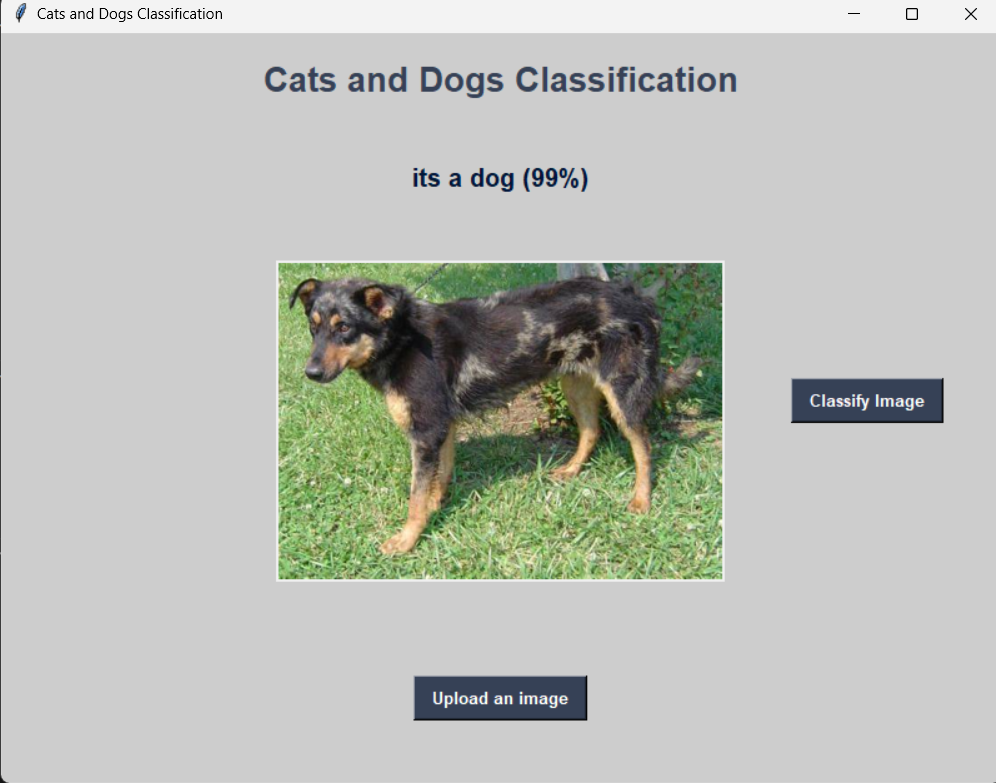 Cats and Dogs Classification
Cats and Dogs Classification
its a dog (99%)
Classify Image
Upload an image